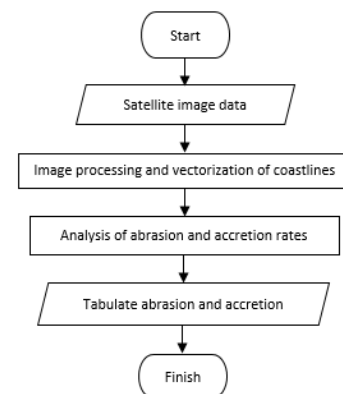 Start
Satellite image data
Image processing and vectorization of coastlines
Analysis of abrasion and accretion rates
Tabulate abrasion and accretion
Finish